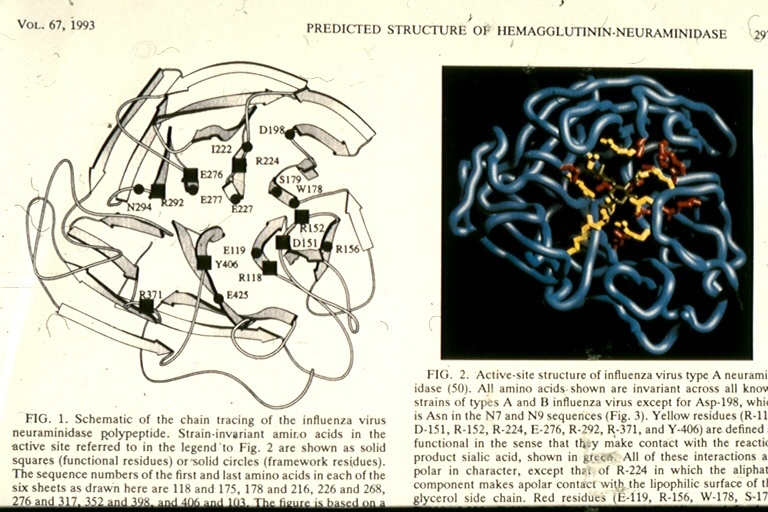 VOL. 67, 1993
PREDICTED STRUCTURE OF HEMAGGLUTININ-NEURAMINIDASE
D198
I222
R224
E276
S179
W178
N294
R292
E277
E227
R152
E119
D151
R156
Y406
R118
R371
E425
FIG. 1. Schematic of the chain tracing of the influenza virus
neuraminidase polypeptide. Strain-invariant amino acids in the
active site referred to in the legend to Fig. 2 are shown as solid
squares (functional residues) or solid circles (framework residues).
The sequence numbers of the first and last amino acids in each of the
six sheets as drawn here are 118 and 175, 178 and 216, 226 and 268,
276 and 317, 352 and 398, and 406 and 103. The figure is based on a
FIG. 2. Active-site structure of influenza virus type A neurami
idase (50). All amino acids shown are invariant across all know
strains of types A and B influenza virus except for Asp-198, whic
is Asn in the N7 and N9 sequences (Fig. 3). Yellow residues (R-11
D-151, R-152, R-224, E-276, R-292, R-371, and Y-406) are defined
functional in the sense that they make contact with the reactio
product sialic acid, shown in green. All of these interactions a
polar in character, except that of R-224 in which the aliphat
component makes apolar contact with the lipophilic surface of t
glycerol side chain. Red residues (E-119, R-156, W-178, S-17